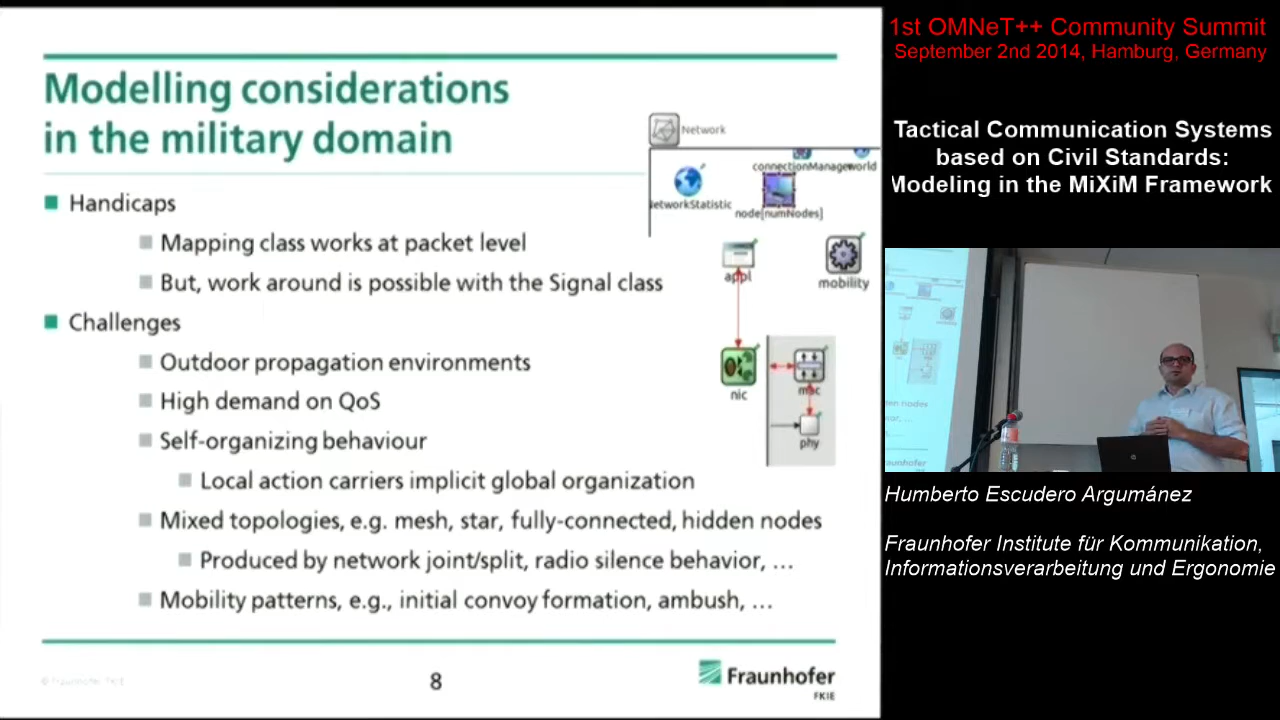 Modelling considerations
in the military domain
Handicaps
Mapping class works at packet level
But, work around is possible with the Signal class
Challenges
Outdoor propagation environments
High demand on QoS
Self-organizing behaviour
Local action carriers implicit global organization
Mixed topologies, e.g. mesh, star, fully-connected, hidden nodes
Produced by network joint/split, radio silence behavior, …
Mobility patterns, e.g., initial convoy formation, ambush, …
Network
connectionManager
world
NetworkStatistic
node[numNodes]
appl
mobility
nic
mac
phy
© Fraunhofer FKIE
8
Fraunhofer
FKIE
1st OMNeT++ Community Summit
September 2nd 2014, Hamburg, Germany
Tactical Communication Systems
based on Civil Standards:
Modeling in the MiXiM Framework
Humberto Escudero Argumánez
Fraunhofer Institute für Kommunikation,
Informationsverarbeitung und Ergonomie